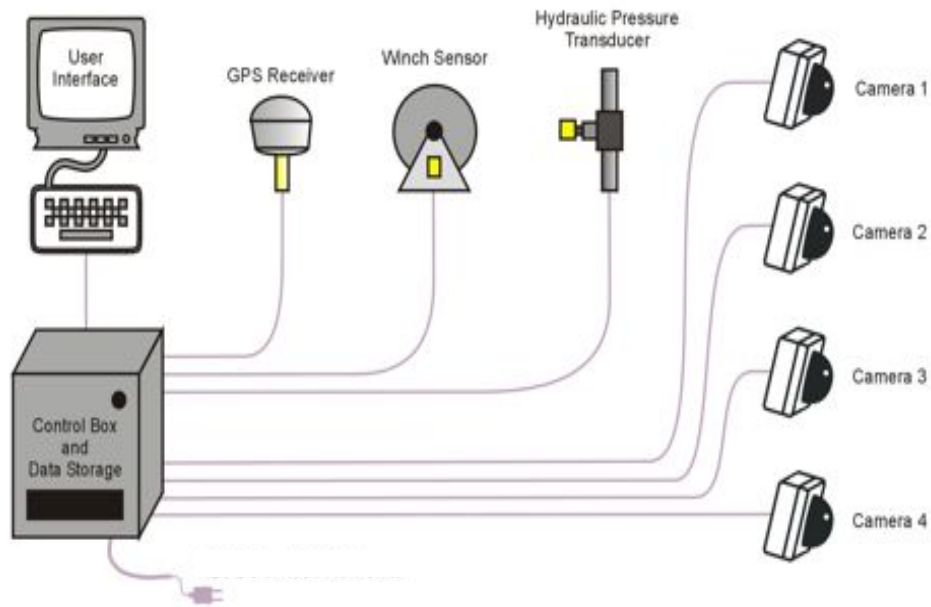 User
Interface
GPS Receiver
Winch Sensor
Hydraulic Pressure
Transducer
Camera 1
Camera 2
Camera 3
Camera 4
Control Box
and
Data Storage